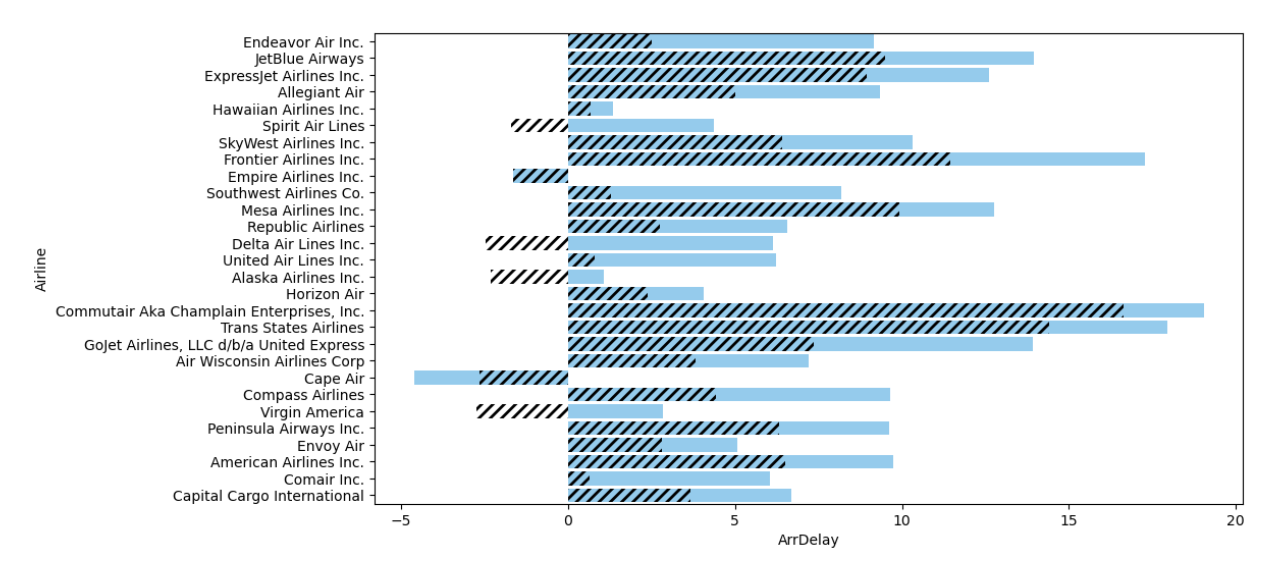 Endeavor Air Inc.
JetBlue Airways
ExpressJet Airlines Inc.
Allegiant Air
Hawaiian Airlines Inc.
Spirit Air Lines
SkyWest Airlines Inc.
Frontier Airlines Inc.
Empire Airlines Inc.
Southwest Airlines Co.
Mesa Airlines Inc.
Republic Airlines
Delta Air Lines Inc.
United Air Lines Inc.
Alaska Airlines Inc.
Horizon Air
Commutair Aka Champlain Enterprises, Inc.
Trans States Airlines
GoJet Airlines, LLC d/b/a United Express
Air Wisconsin Airlines Corp
Cape Air
Compass Airlines
Virgin America
Peninsula Airways Inc.
Envoy Air
American Airlines Inc.
Comair Inc.
Capital Cargo International
Airline
−5 0 5 10 15 20
ArrDelay